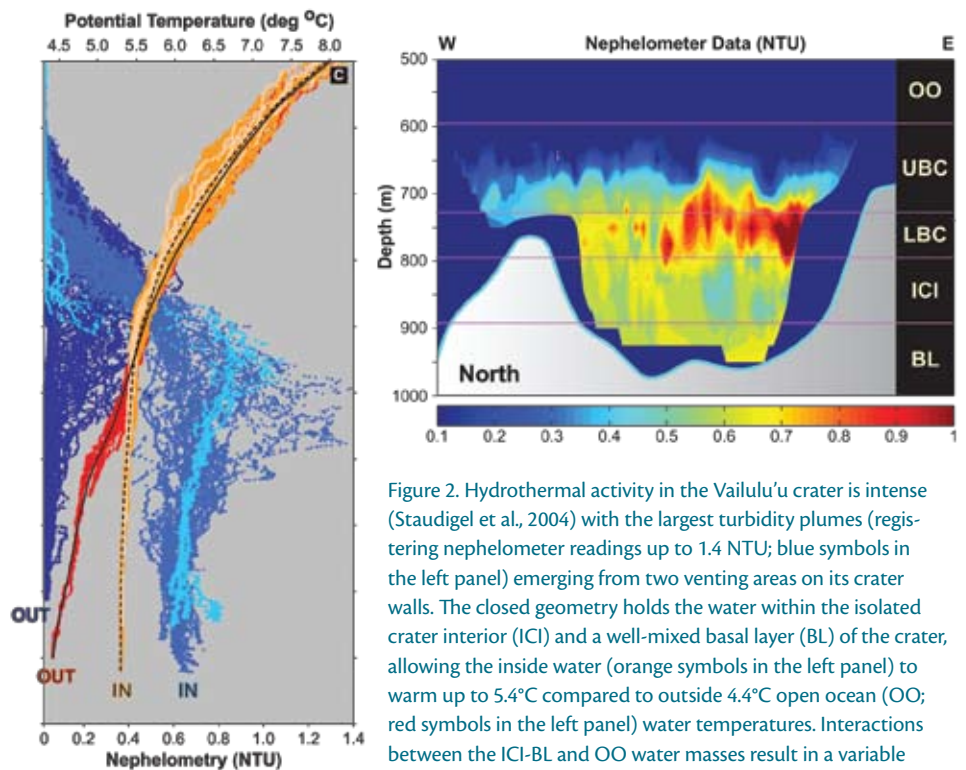 Potential Temperature (deg °C)
4.5 5.0 5.5 6.0 6.5 7.0 7.5 8.0
C
OUT
OUT
IN
IN
0 0.2 0.4 0.6 0.8 1.0 1.2 1.4
Nephelometry (NTU)
W Nephelometer Data (NTU) E
500
600
700
800
900
1000
Depth (m)
OO
UBC
LBC
ICI
BL
North
0.1 0.2 0.3 0.4 0.5 0.6 0.7 0.8 0.9 1
Figure 2. Hydrothermal activity in the Vailulu'u crater is intense
(Staudigel et al., 2004) with the largest turbidity plumes (regis-
tering nephelometer readings up to 1.4 NTU; blue symbols in
the left panel) emerging from two venting areas on its crater
walls. The closed geometry holds the water within the isolated
crater interior (ICI) and a well-mixed basal layer (BL) of the crater,
allowing the inside water (orange symbols in the left panel) to
warm up to 5.4°C compared to outside 4.4°C open ocean (OO;
red symbols in the left panel) water temperatures. Interactions
between the ICI-BL and OO water masses result in a variable